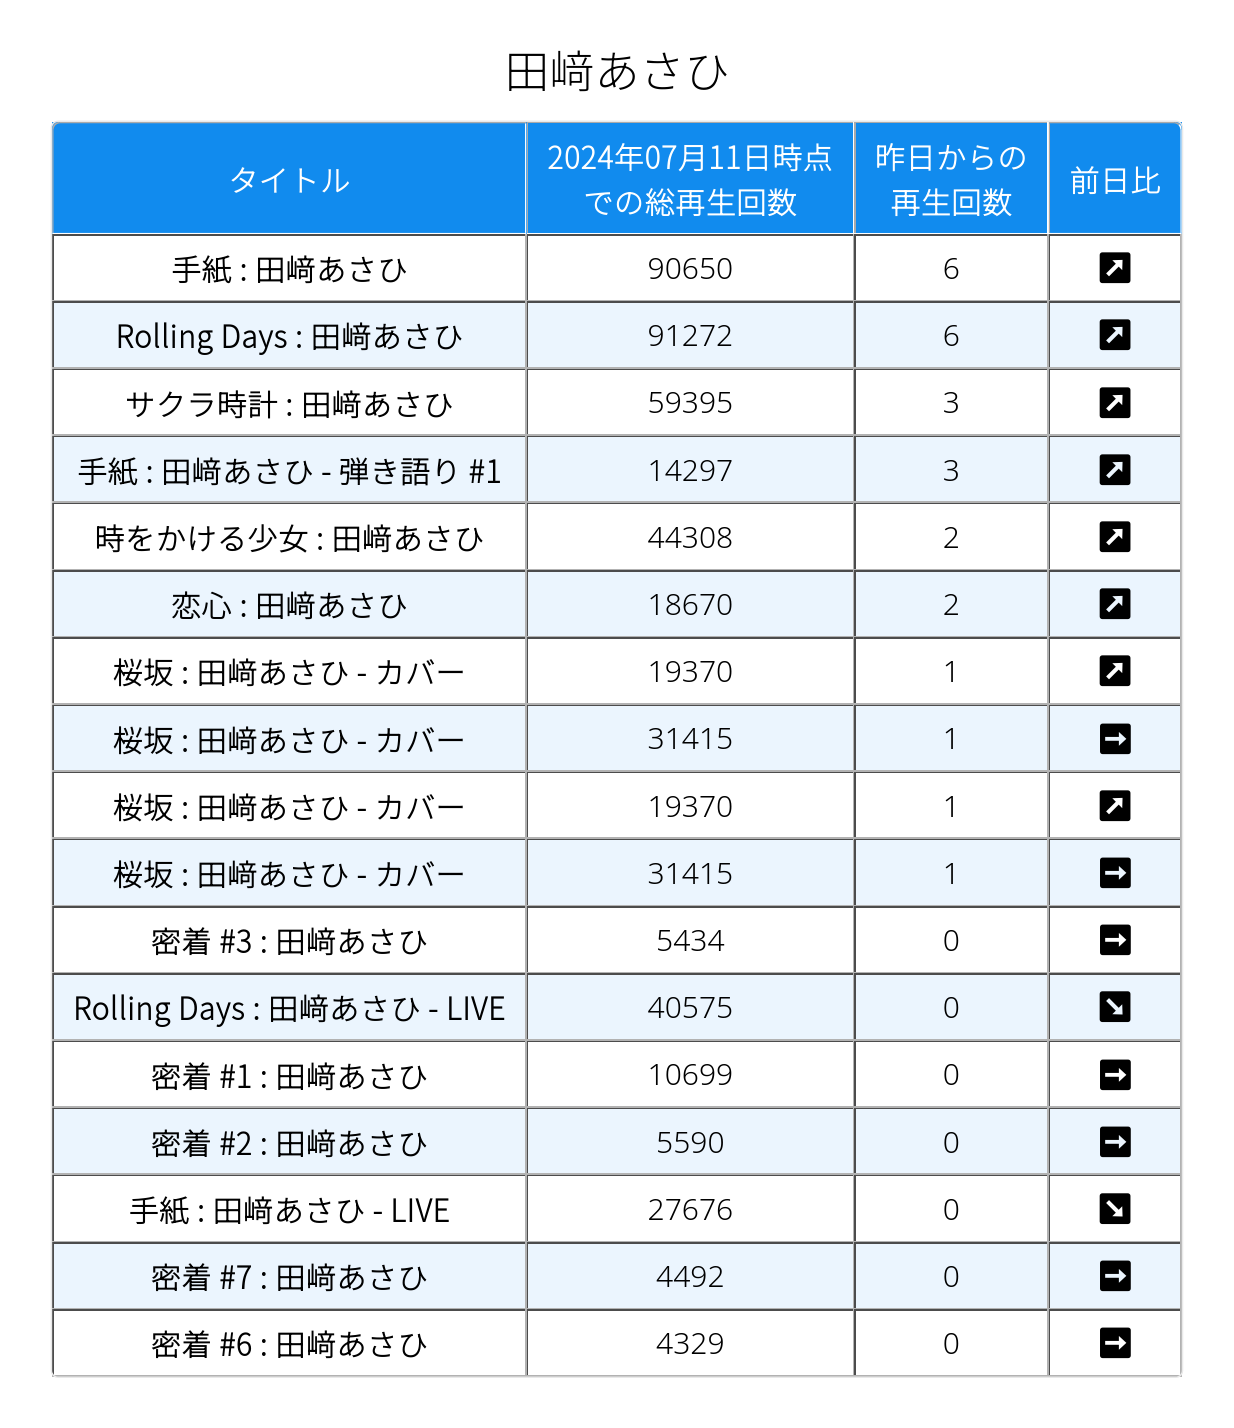 田﨑あさひ
タイトル 2024年07月11日時点 昨日からの 前日比
での総再生回数 再生回数
手紙 : 田﨑あさひ 90650 6 ↗
Rolling Days : 田﨑あさひ 91272 6 ↗
サクラ時計 : 田﨑あさひ 59395 3 ↗
手紙 : 田﨑あさひ - 弾き語り #1 14297 3 ↗
時をかける少女 : 田﨑あさひ 44308 2 ↗
恋心 : 田﨑あさひ 18670 2 ↗
桜坂 : 田﨑あさひ - カバー 19370 1 ↗
桜坂 : 田﨑あさひ - カバー 31415 1 →
桜坂 : 田﨑あさひ - カバー 19370 1 ↗
桜坂 : 田﨑あさひ - カバー 31415 1 →
密着 #3 : 田﨑あさひ 5434 0 →
Rolling Days : 田﨑あさひ - LIVE 40575 0 ↘
密着 #1 : 田﨑あさひ 10699 0 →
密着 #2 : 田﨑あさひ 5590 0 →
手紙 : 田﨑あさひ - LIVE 27676 0 ↘
密着 #7 : 田﨑あさひ 4492 0 →
密着 #6 : 田﨑あさひ 4329 0 →